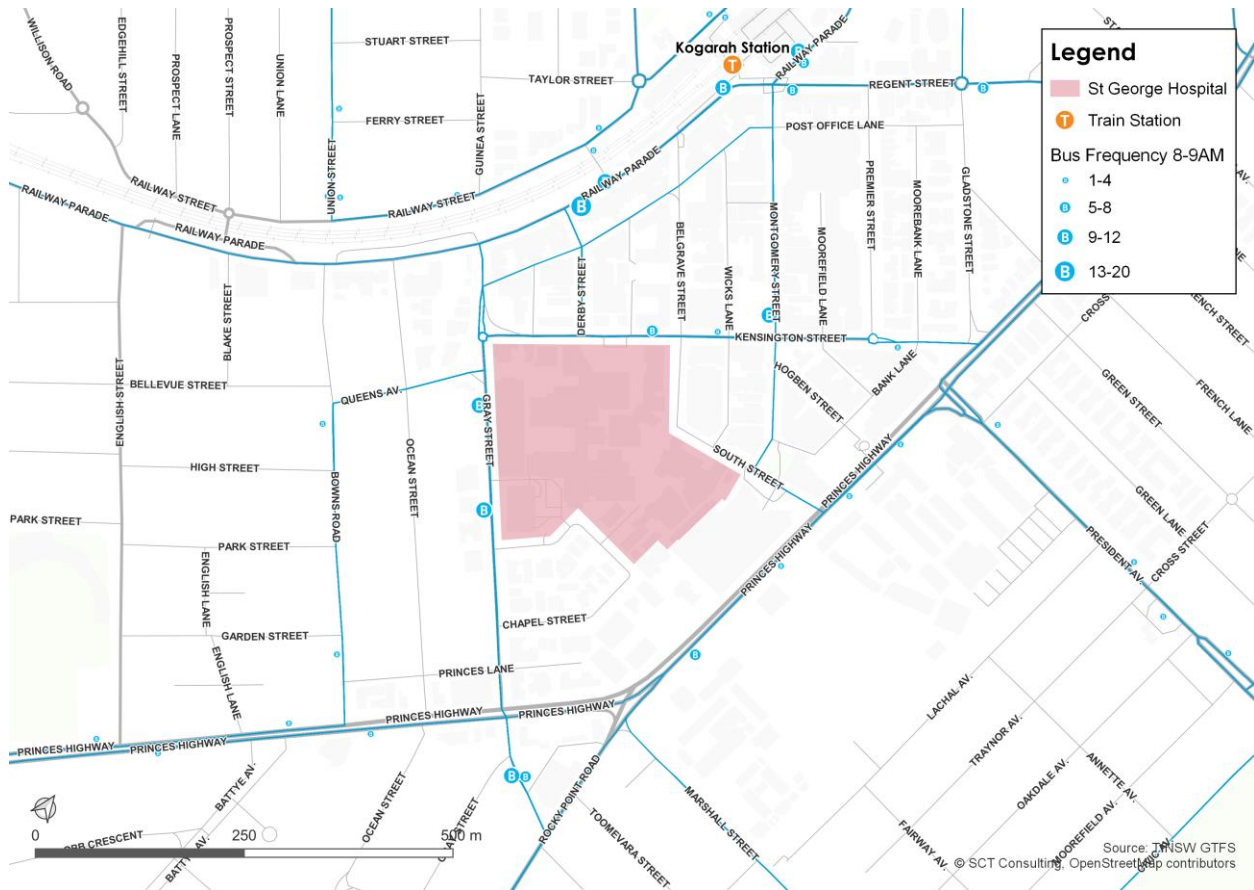 WILLISON ROAD
EDGEHILL STREET
PROSPECT LANE
PROSPECT STREET
UNION LANE
STUART STREET
TAYLOR STREET
FERRY STREET
UNION STREET
GUINEA STREET
Kogarah Station
T
RAILWAY PARADE
REGENT STREET
POST OFFICE LANE
RAILWAY STREET
RAILWAY STREET
RAILWAY PARADE
RAILWAY PARADE
RAILWAY PARADE
BELGRAVE STREET
WICKS LANE
MONTGOMERY STREET
MOOREFIELD LANE
PREMIER STREET
MOOREBANK LANE
GLADSTONE STREET
DERBY STREET
KENSINGTON STREET
BLAKE STREET
ENGLISH STREET
BELLEVUE STREET
QUEENS AV.
OCEAN STREET
GRAY STREET
HOGBEN STREET
BANK LANE
SOUTH STREET
HIGH STREET
BOWNS ROAD
PARK STREET
PARK STREET
ENGLISH LANE
GARDEN STREET
ENGLISH LANE
CHAPEL STREET
PRINCES LANE
PRINCES HIGHWAY
PRINCES HIGHWAY
PRINCES HIGHWAY
PRINCES HIGHWAY
PRINCES HIGHWAY
PRINCES HIGHWAY
CROSS
GREEN STREET
FRENCH LANE
GREEN LANE
CROSS STREET
PRESIDENT AV.
BATTYE AV.
OCEAN STREET
ROCKY POINT ROAD
TOOMEVARA STREET
MARSHALL STREET
LACHAL AV.
TRAYNOR AV.
OAKDALE AV.
ANNETTE AV.
MOOREFIELD AV.
FAIRWAY AV.
Legend
St George Hospital
T Train Station
Bus Frequency 8-9AM
B 1-4
B 5-8
B 9-12
B 13-20
0 250 500 m
Source: TfNSW GTFS
© SCT Consulting, OpenStreetMap contributors